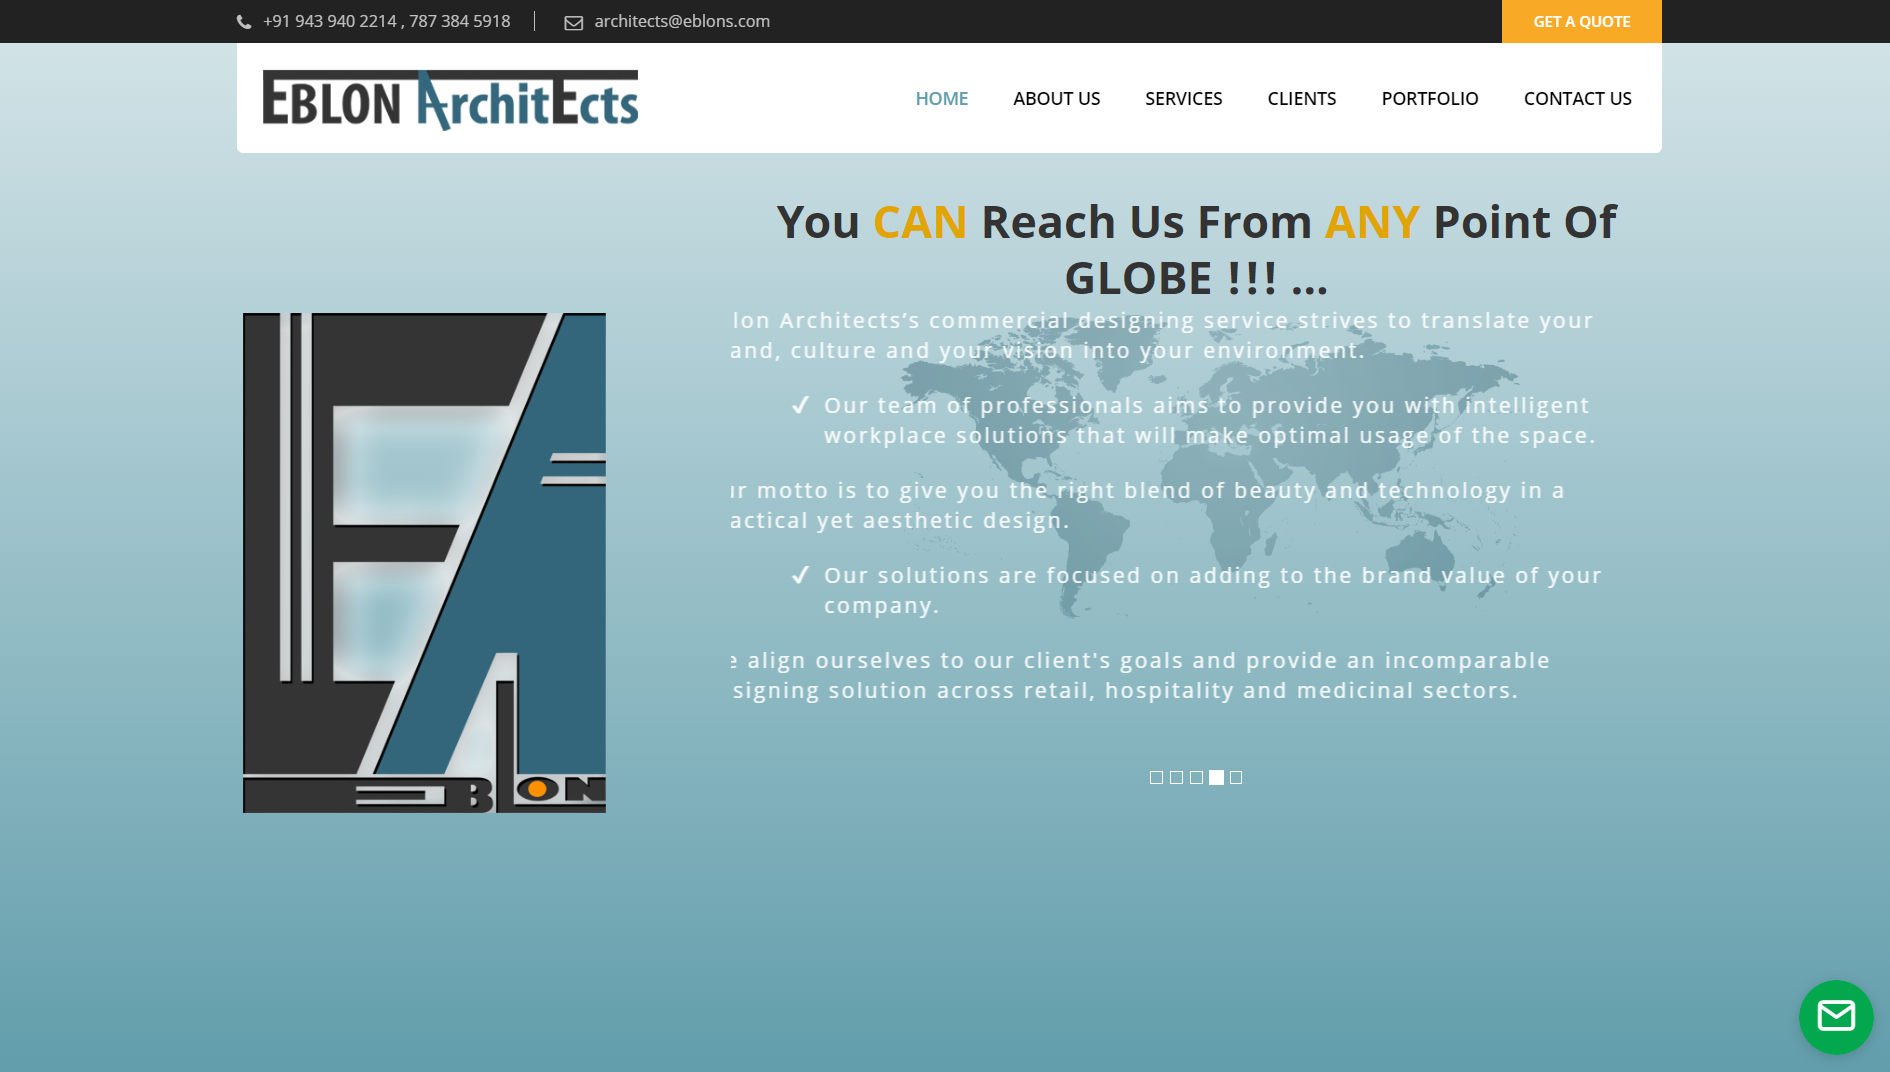 +91 943 940 2214 , 787 384 5918
architects@eblons.com
GET A QUOTE
EBLON ArchitEcts
HOME
ABOUT US
SERVICES
CLIENTS
PORTFOLIO
CONTACT US
You CAN Reach Us From ANY Point Of
GLOBE !!! ...
lon Architects’s commercial designing service strives to translate your
and, culture and your vision into your environment.
✓ Our team of professionals aims to provide you with intelligent
workplace solutions that will make optimal usage of the space.
ur motto is to give you the right blend of beauty and technology in a
actical yet aesthetic design.
✓ Our solutions are focused on adding to the brand value of your
company.
e align ourselves to our client's goals and provide an incomparable
signing solution across retail, hospitality and medicinal sectors.
EBLON